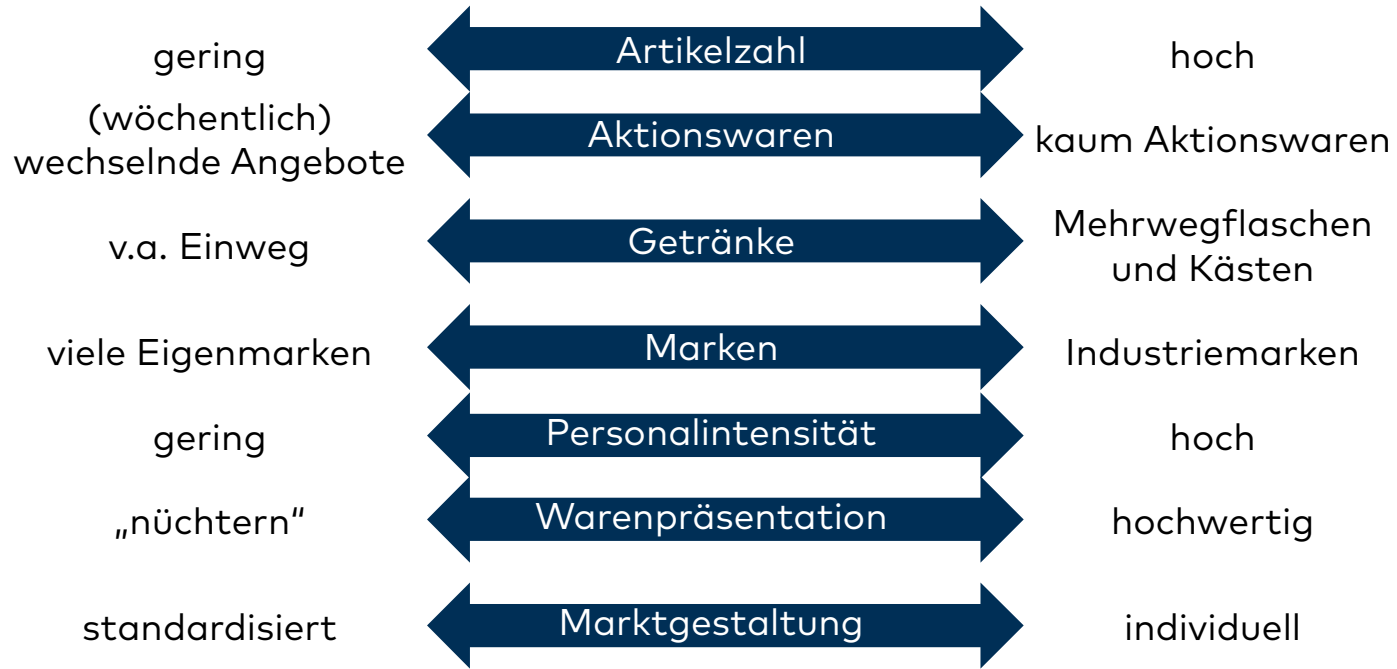 gering
Artikelzahl
hoch
(wöchentlich)
wechselnde Angebote
Aktionswaren
kaum Aktionswaren
v.a. Einweg
Getränke
Mehrwegflaschen
und Kästen
viele Eigenmarken
Marken
Industriemarken
gering
Personalintensität
hoch
„nüchtern“
Warenpräsentation
hochwertig
standardisiert
Marktgestaltung
individuell